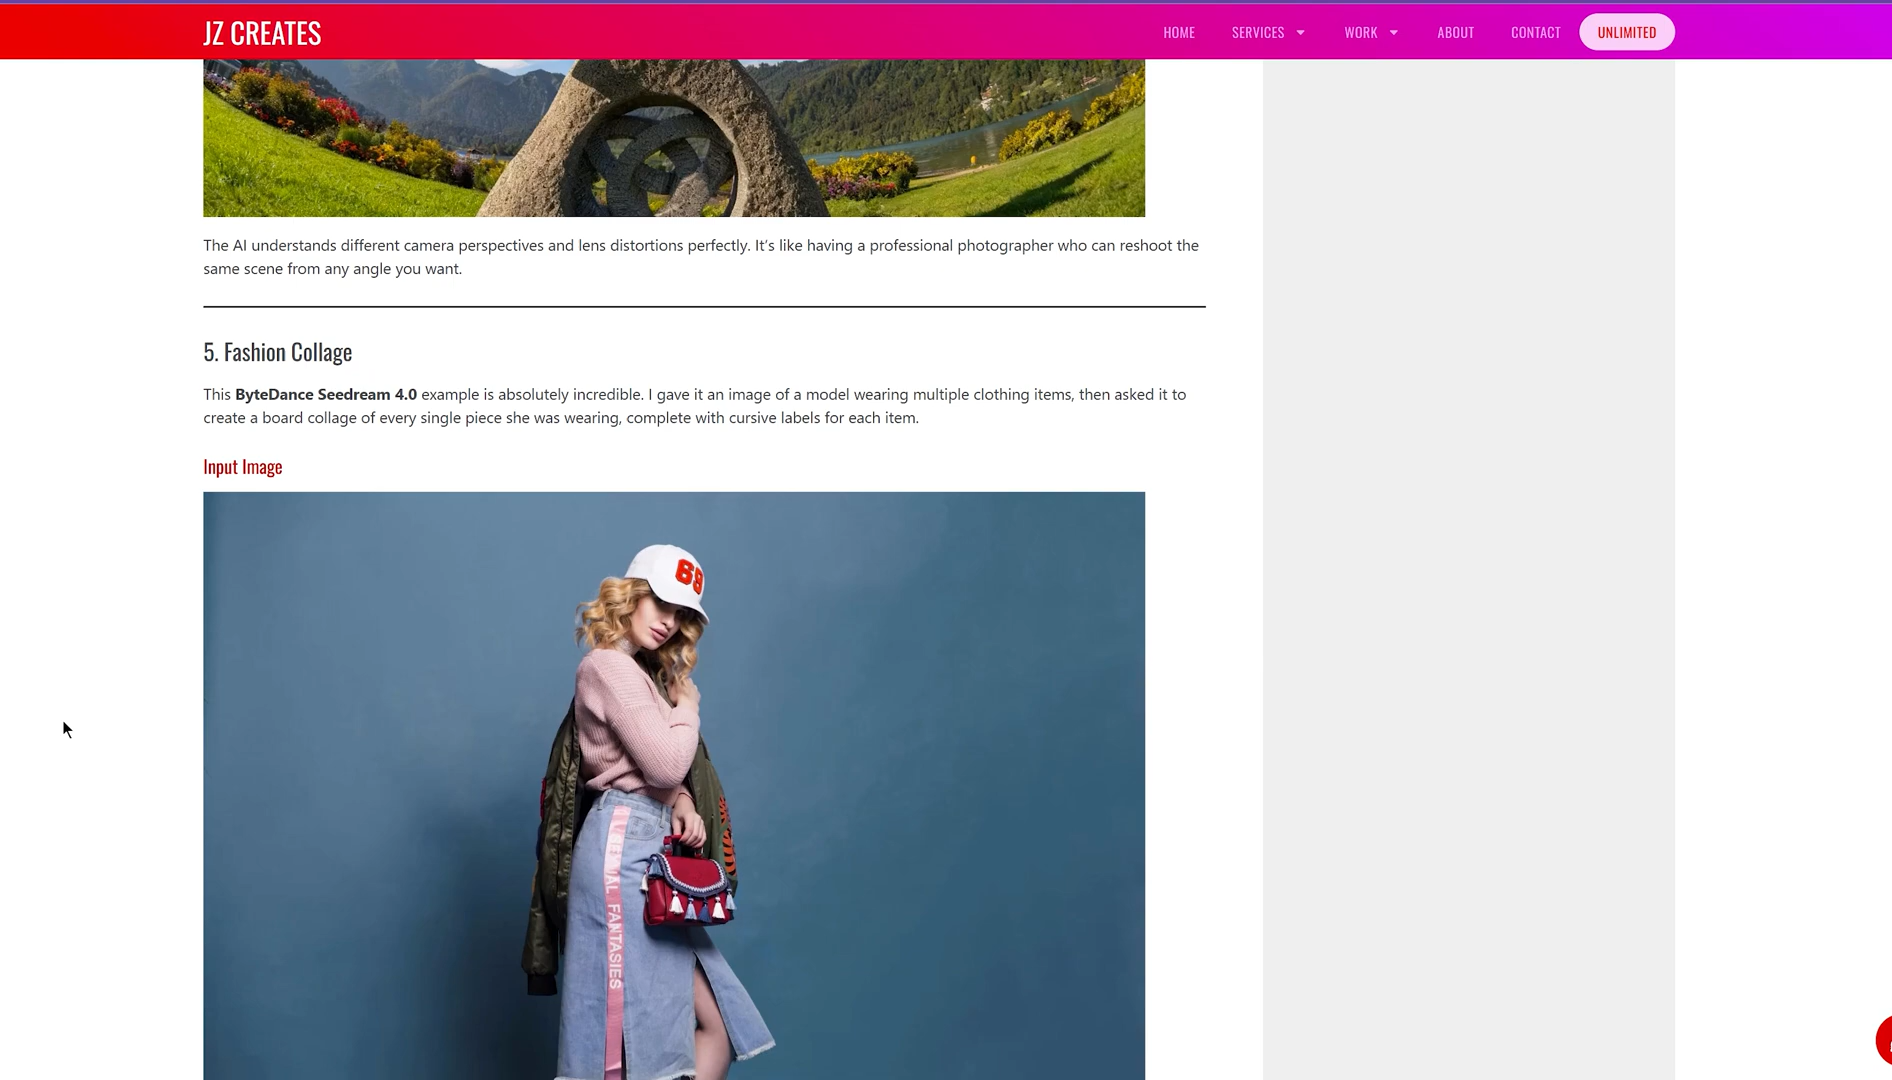 JZ CREATES
HOME
SERVICES
WORK
ABOUT
CONTACT
UNLIMITED
The AI understands different camera perspectives and lens distortions perfectly. It’s like having a professional photographer who can reshoot the
same scene from any angle you want.
5. Fashion Collage
This ByteDance Seedream 4.0 example is absolutely incredible. I gave it an image of a model wearing multiple clothing items, then asked it to
create a board collage of every single piece she was wearing, complete with cursive labels for each item.
Input Image
FANTASIES